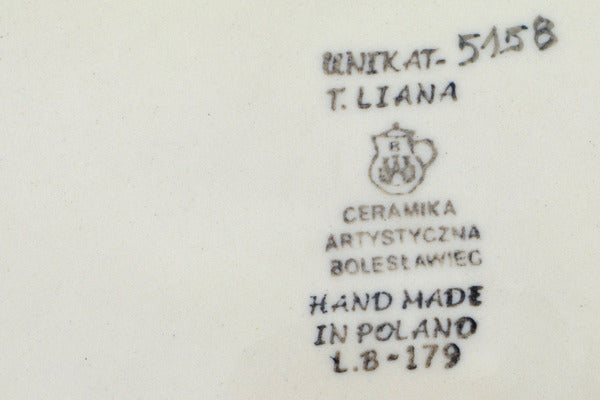 UNIKAT-5158
T. LIANA
B
CERAMIKA
ARTYSTYCZNA
BOLESŁAWIEC
HAND MADE
IN POLAND
L.B-179